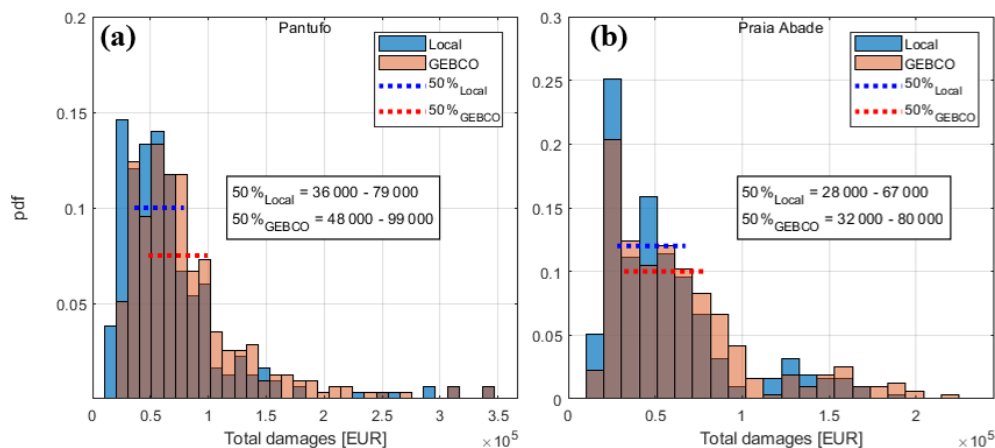 (a)
Pantufo
Local
GEBCO
50%Local
50%GEBCO
50%Local = 36 000 - 79 000
50%GEBCO = 48 000 - 99 000
pdf
0.2
0.15
0.1
0.05
0 0.5 1 1.5 2 2.5 3 3.5
Total damages [EUR]
×10^5
(b)
Praia Abade
Local
GEBCO
50%Local
50%GEBCO
50%Local = 28 000 - 67 000
50%GEBCO = 32 000 - 80 000
0.3
0.25
0.2
0.15
0.1
0.05
0
0 0.5 1 1.5 2
Total damages [EUR]
×10^5